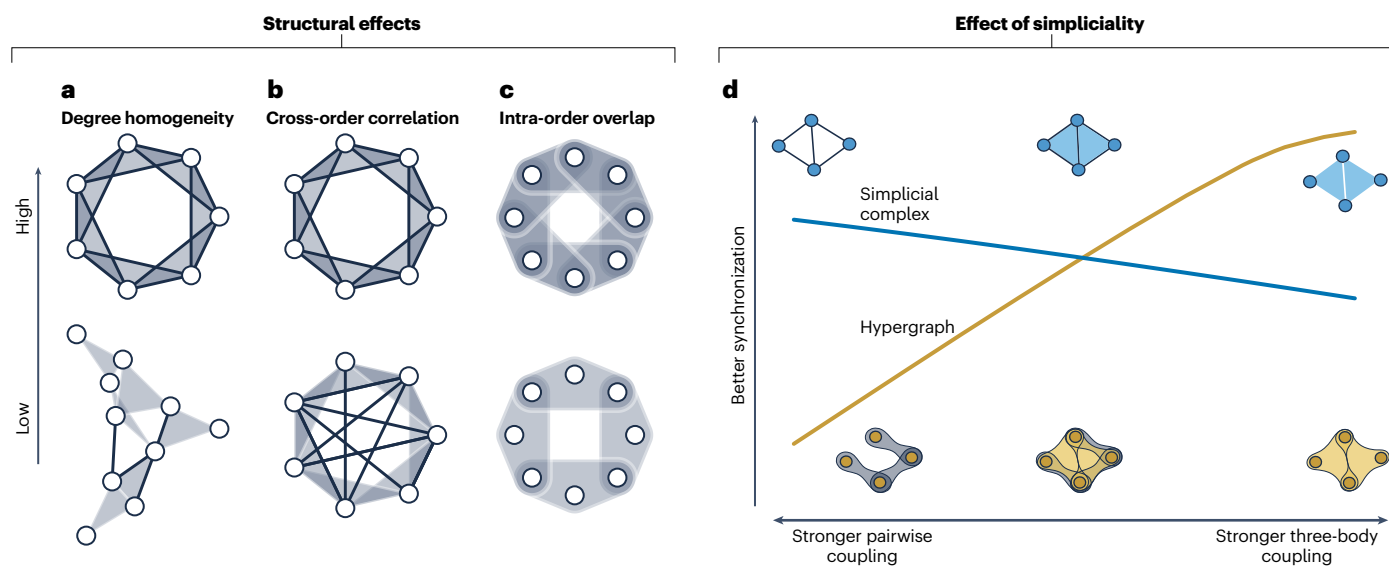 Structural effects
Effect of simpliciality
a
Degree homogeneity
b
Cross-order correlation
c
Intra-order overlap
High
Low
d
Better synchronization
Simplicial
complex
Hypergraph
Stronger pairwise
coupling
Stronger three-body
coupling